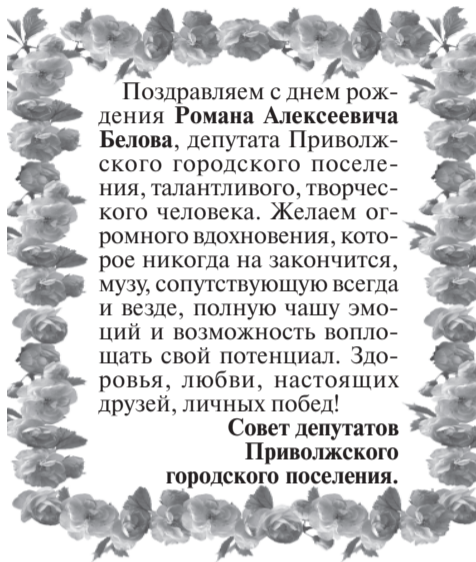 Поздравляем с днем рож-
дения Романа Алексеевича
Белова, депутата Приволж-
ского городского поселе-
ния, талантливого, творчес-
кого человека. Желаем ог-
ромного вдохновения, кото-
рое никогда на закончится,
музу, сопутствующую всегда
и везде, полную чашу эмо-
ций и возможность вопло-
щать свой потенциал. Здо-
ровья, любви, настоящих
друзей, личных побед!
Совет депутатов
Приволжского
городского поселения.